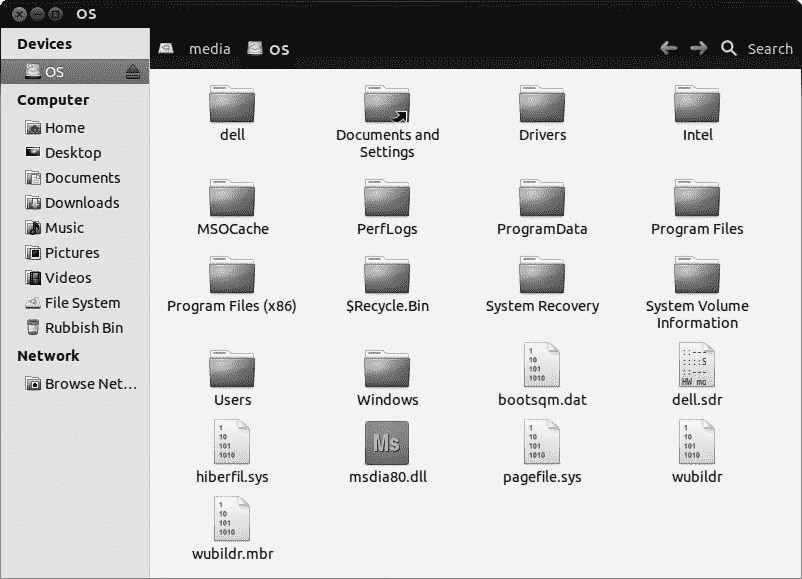 OS
Devices
OS
Computer
Home
Desktop
Documents
Downloads
Music
Pictures
Videos
File System
Rubbish Bin
Network
Browse Net...
media OS Search
dell Documents and Settings Drivers Intel
MSOCache PerfLogs ProgramData Program Files
Program Files (x86) $Recycle.Bin System Recovery System Volume Information
Users Windows bootsqm.dat dell.sdr
hiberfil.sys msdia80.dll pagefile.sys wubildr
wubildr.mbr